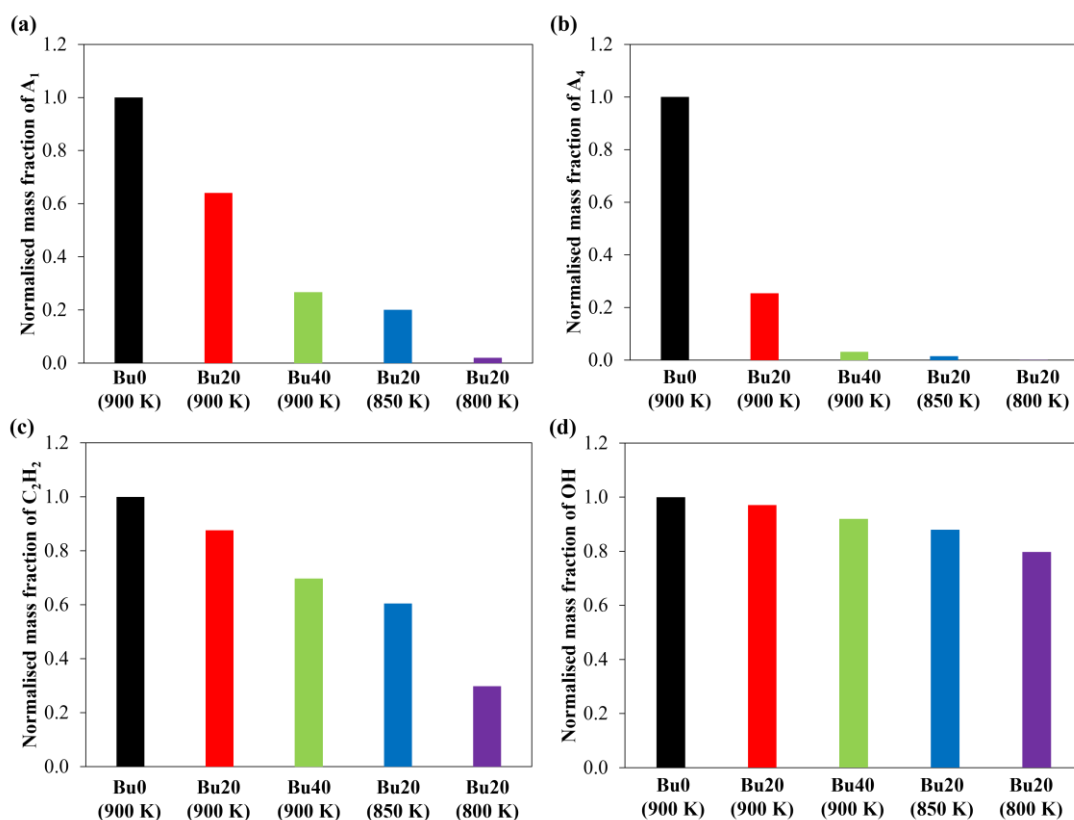 (a)
Normalised mass fraction of A₁
1.2
1.0
0.8
0.6
0.4
0.2
0.0
Bu0 Bu20 Bu40 Bu20 Bu20
(900 K) (900 K) (900 K) (850 K) (800 K)
(b)
Normalised mass fraction of A₄
1.2
1.0
0.8
0.6
0.4
0.2
0.0
Bu0 Bu20 Bu40 Bu20 Bu20
(900 K) (900 K) (900 K) (850 K) (800 K)
(c)
Normalised mass fraction of C₂H₂
1.2
1.0
0.8
0.6
0.4
0.2
0.0
Bu0 Bu20 Bu40 Bu20 Bu20
(900 K) (900 K) (900 K) (850 K) (800 K)
(d)
Normalised mass fraction of OH
1.2
1.0
0.8
0.6
0.4
0.2
0.0
Bu0 Bu20 Bu40 Bu20 Bu20
(900 K) (900 K) (900 K) (850 K) (800 K)